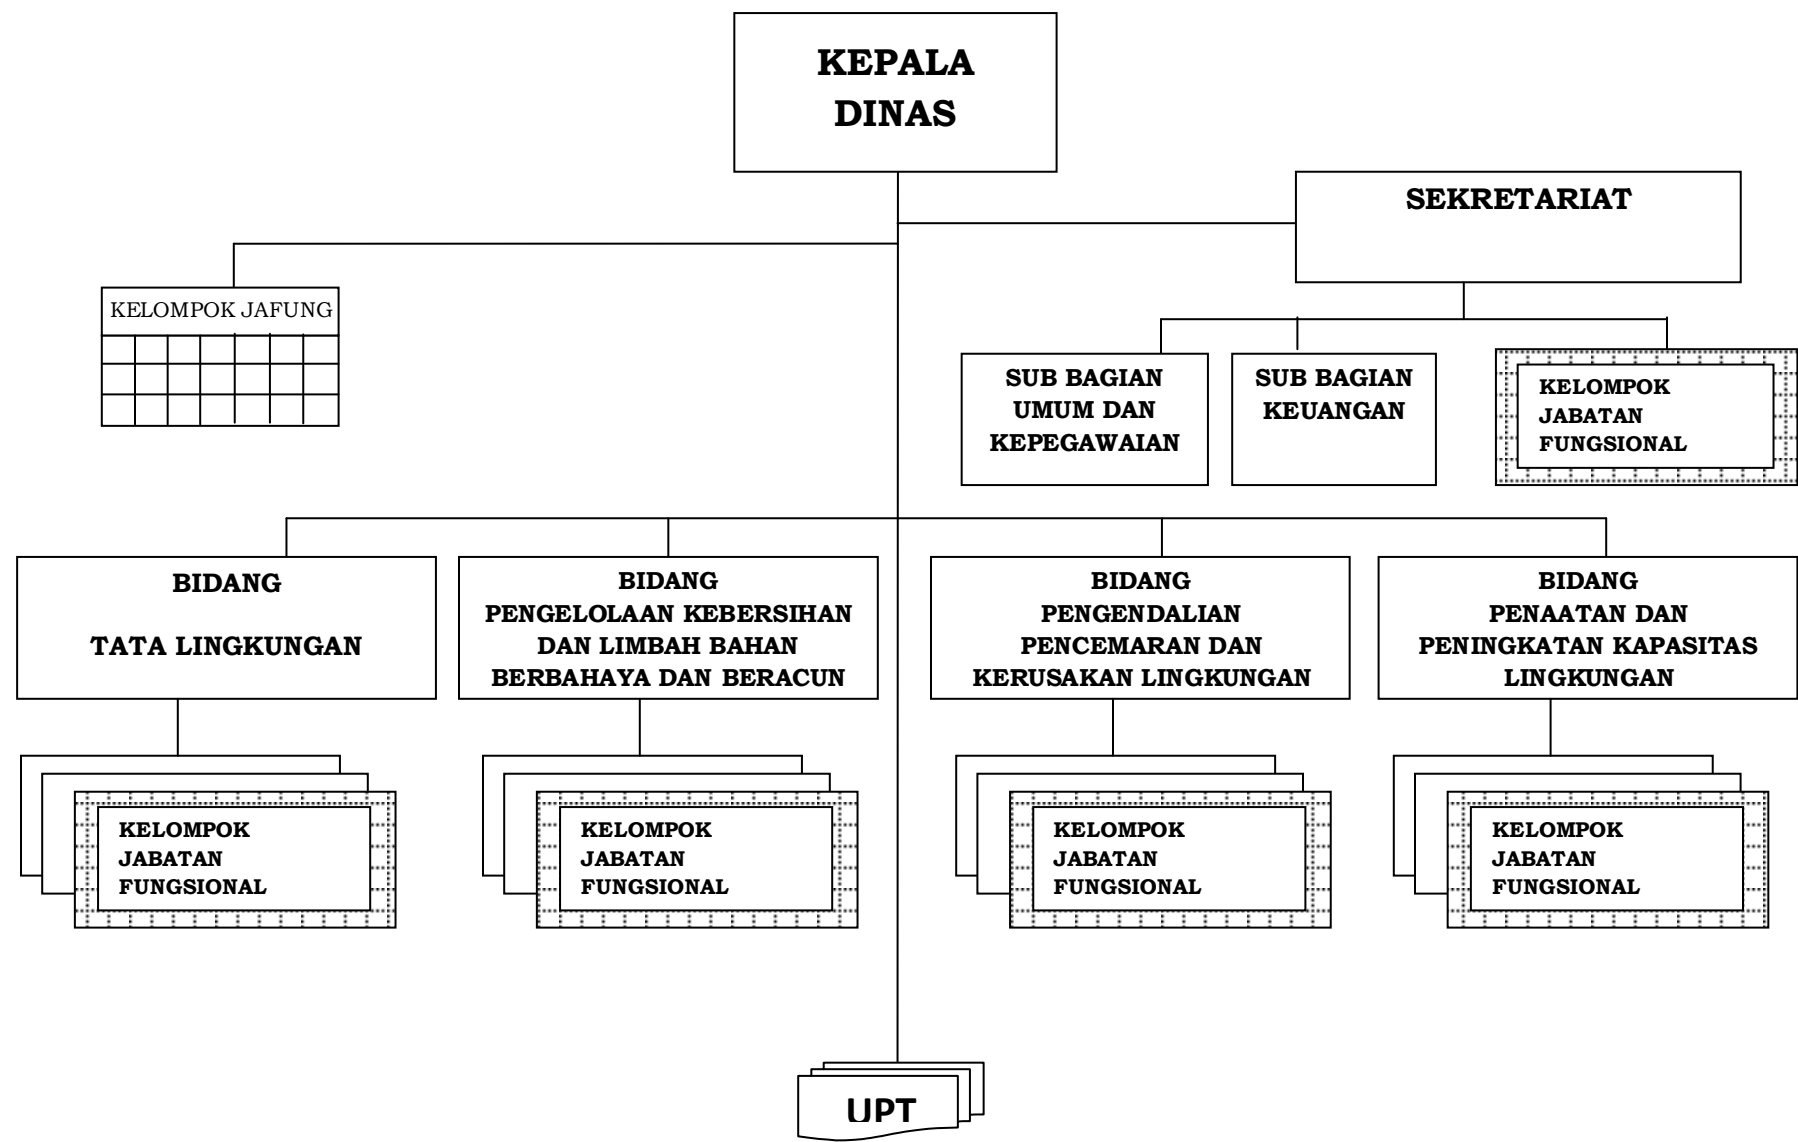 KEPALA
DINAS
SEKRETARIAT
KELOMPOK JAFUNG
SUB BAGIAN
UMUM DAN
KEPEGAWAIAN
SUB BAGIAN
KEUANGAN
KELOMPOK
JABATAN
FUNGSIONAL
BIDANG
TATA LINGKUNGAN
BIDANG
PENGELOLAAN KEBERSIHAN
DAN LIMBAH BAHAN
BERBAHAYA DAN BERACUN
BIDANG
PENGENDALIAN
PENCEMARAN DAN
KERUSAKAN LINGKUNGAN
BIDANG
PENAATAN DAN
PENINGKATAN KAPASITAS
LINGKUNGAN
KELOMPOK
JABATAN
FUNGSIONAL
KELOMPOK
JABATAN
FUNGSIONAL
KELOMPOK
JABATAN
FUNGSIONAL
KELOMPOK
JABATAN
FUNGSIONAL
UPT